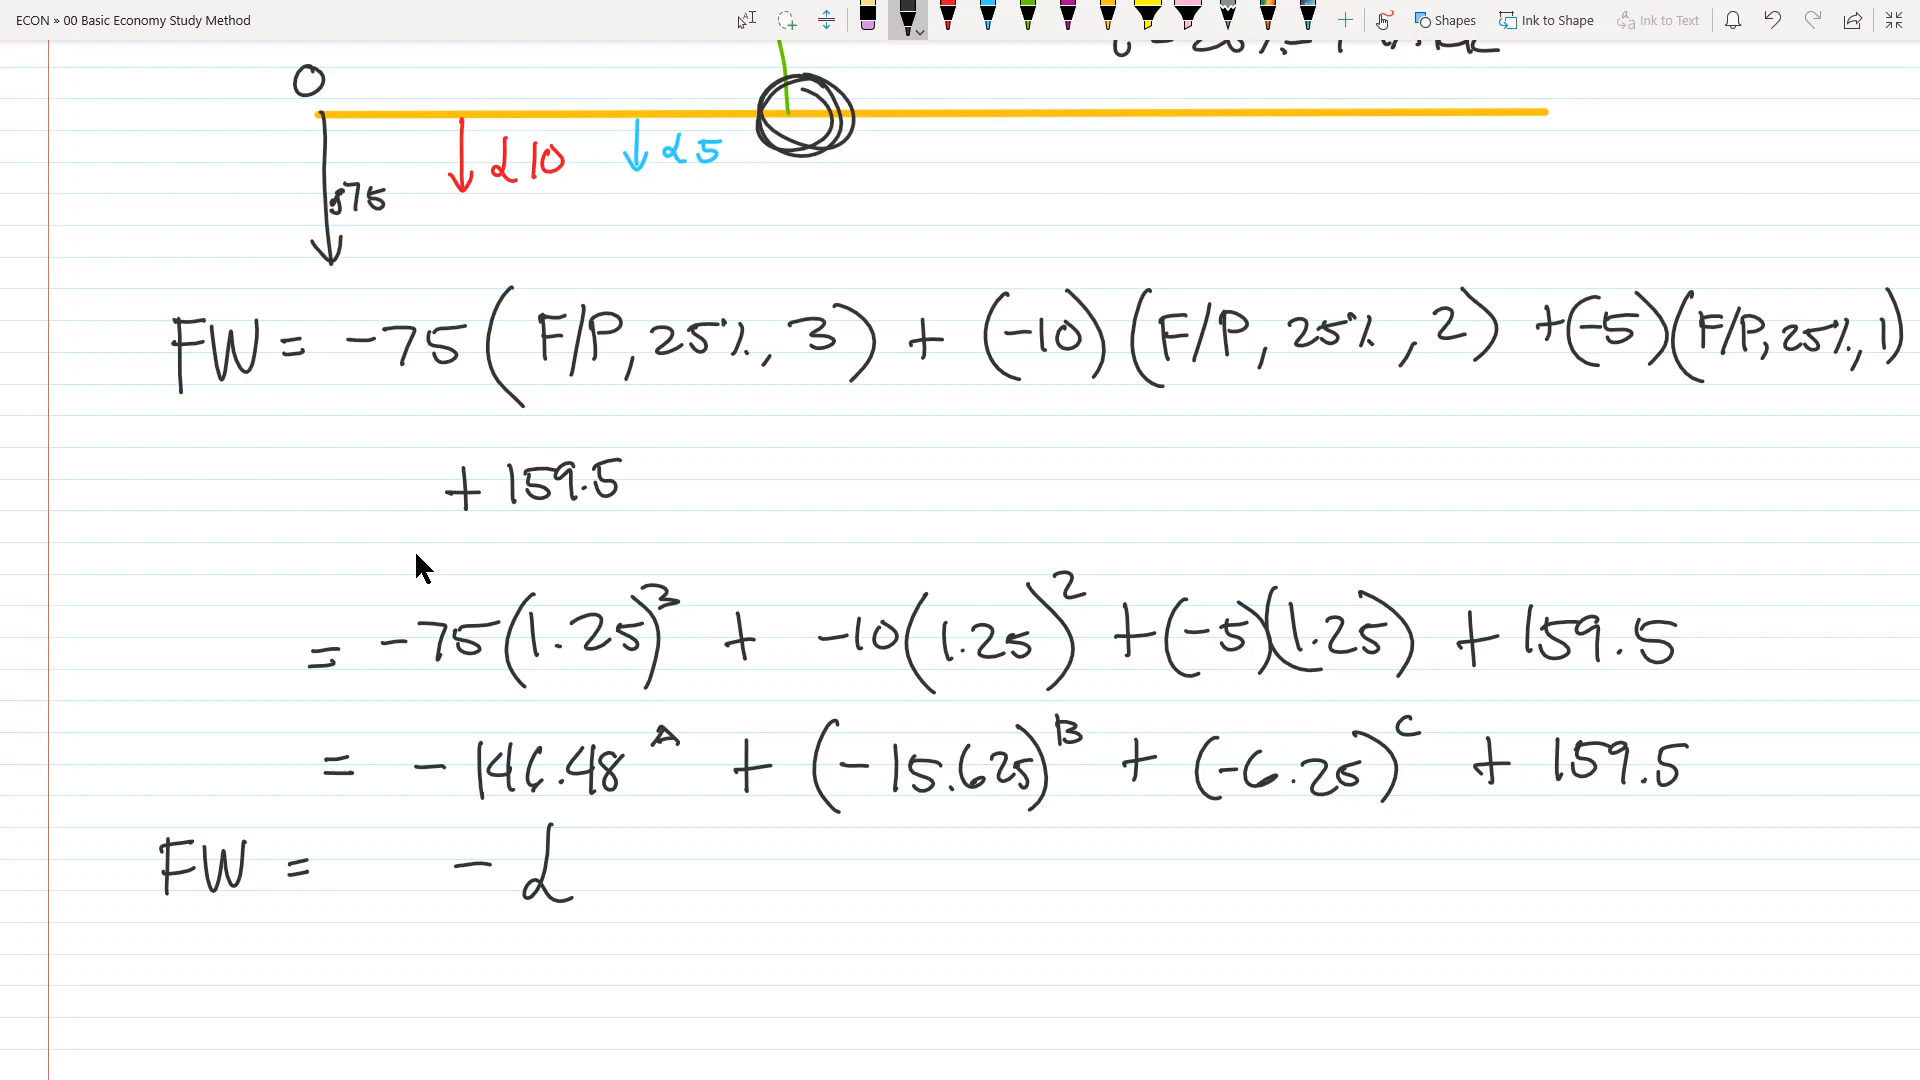 ECON » 00 Basic Economy Study Method
Shapes
Ink to Shape
Ink to Text
0
£10
£5
$75
FW = -75 (F/P, 25%, 3) + (-10) (F/P, 25%, 2) + (-5) (F/P, 25%, 1)
+ 159.5
= -75 (1.25)³ + -10 (1.25)² + (-5)(1.25) + 159.5
= - 146.48 ᴬ + (-15.625)ᴮ + (-6.25)ᶜ + 159.5
FW = - £